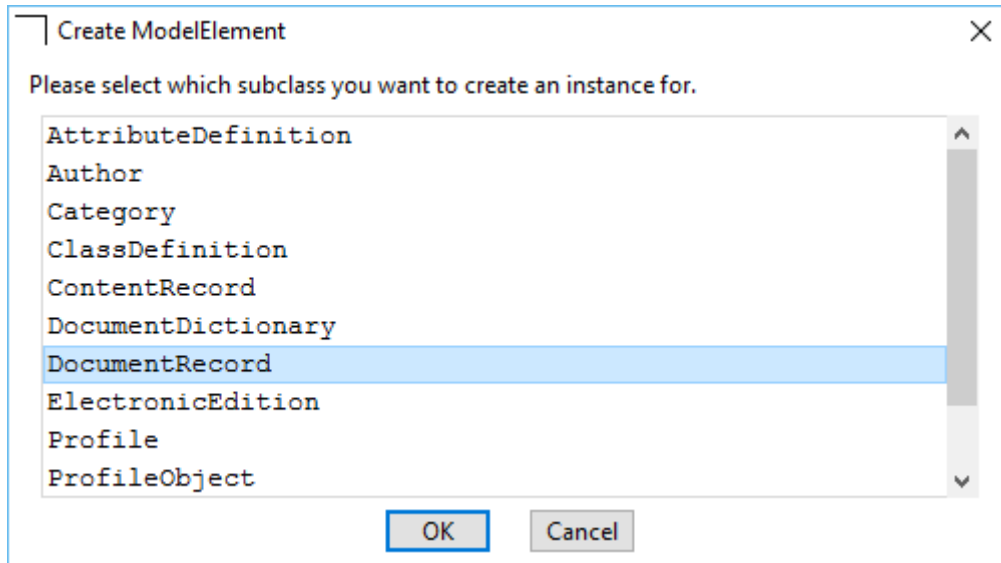 Create ModelElement
Please select which subclass you want to create an instance for.
AttributeDefinition
Author
Category
ClassDefinition
ContentRecord
DocumentDictionary
DocumentRecord
ElectronicEdition
Profile
ProfileObject
OK Cancel